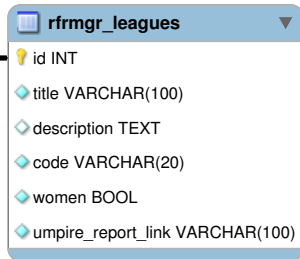 rfrmgr_leagues
id INT
title VARCHAR(100)
description TEXT
code VARCHAR(20)
women BOOL
umpire_report_link VARCHAR(100)